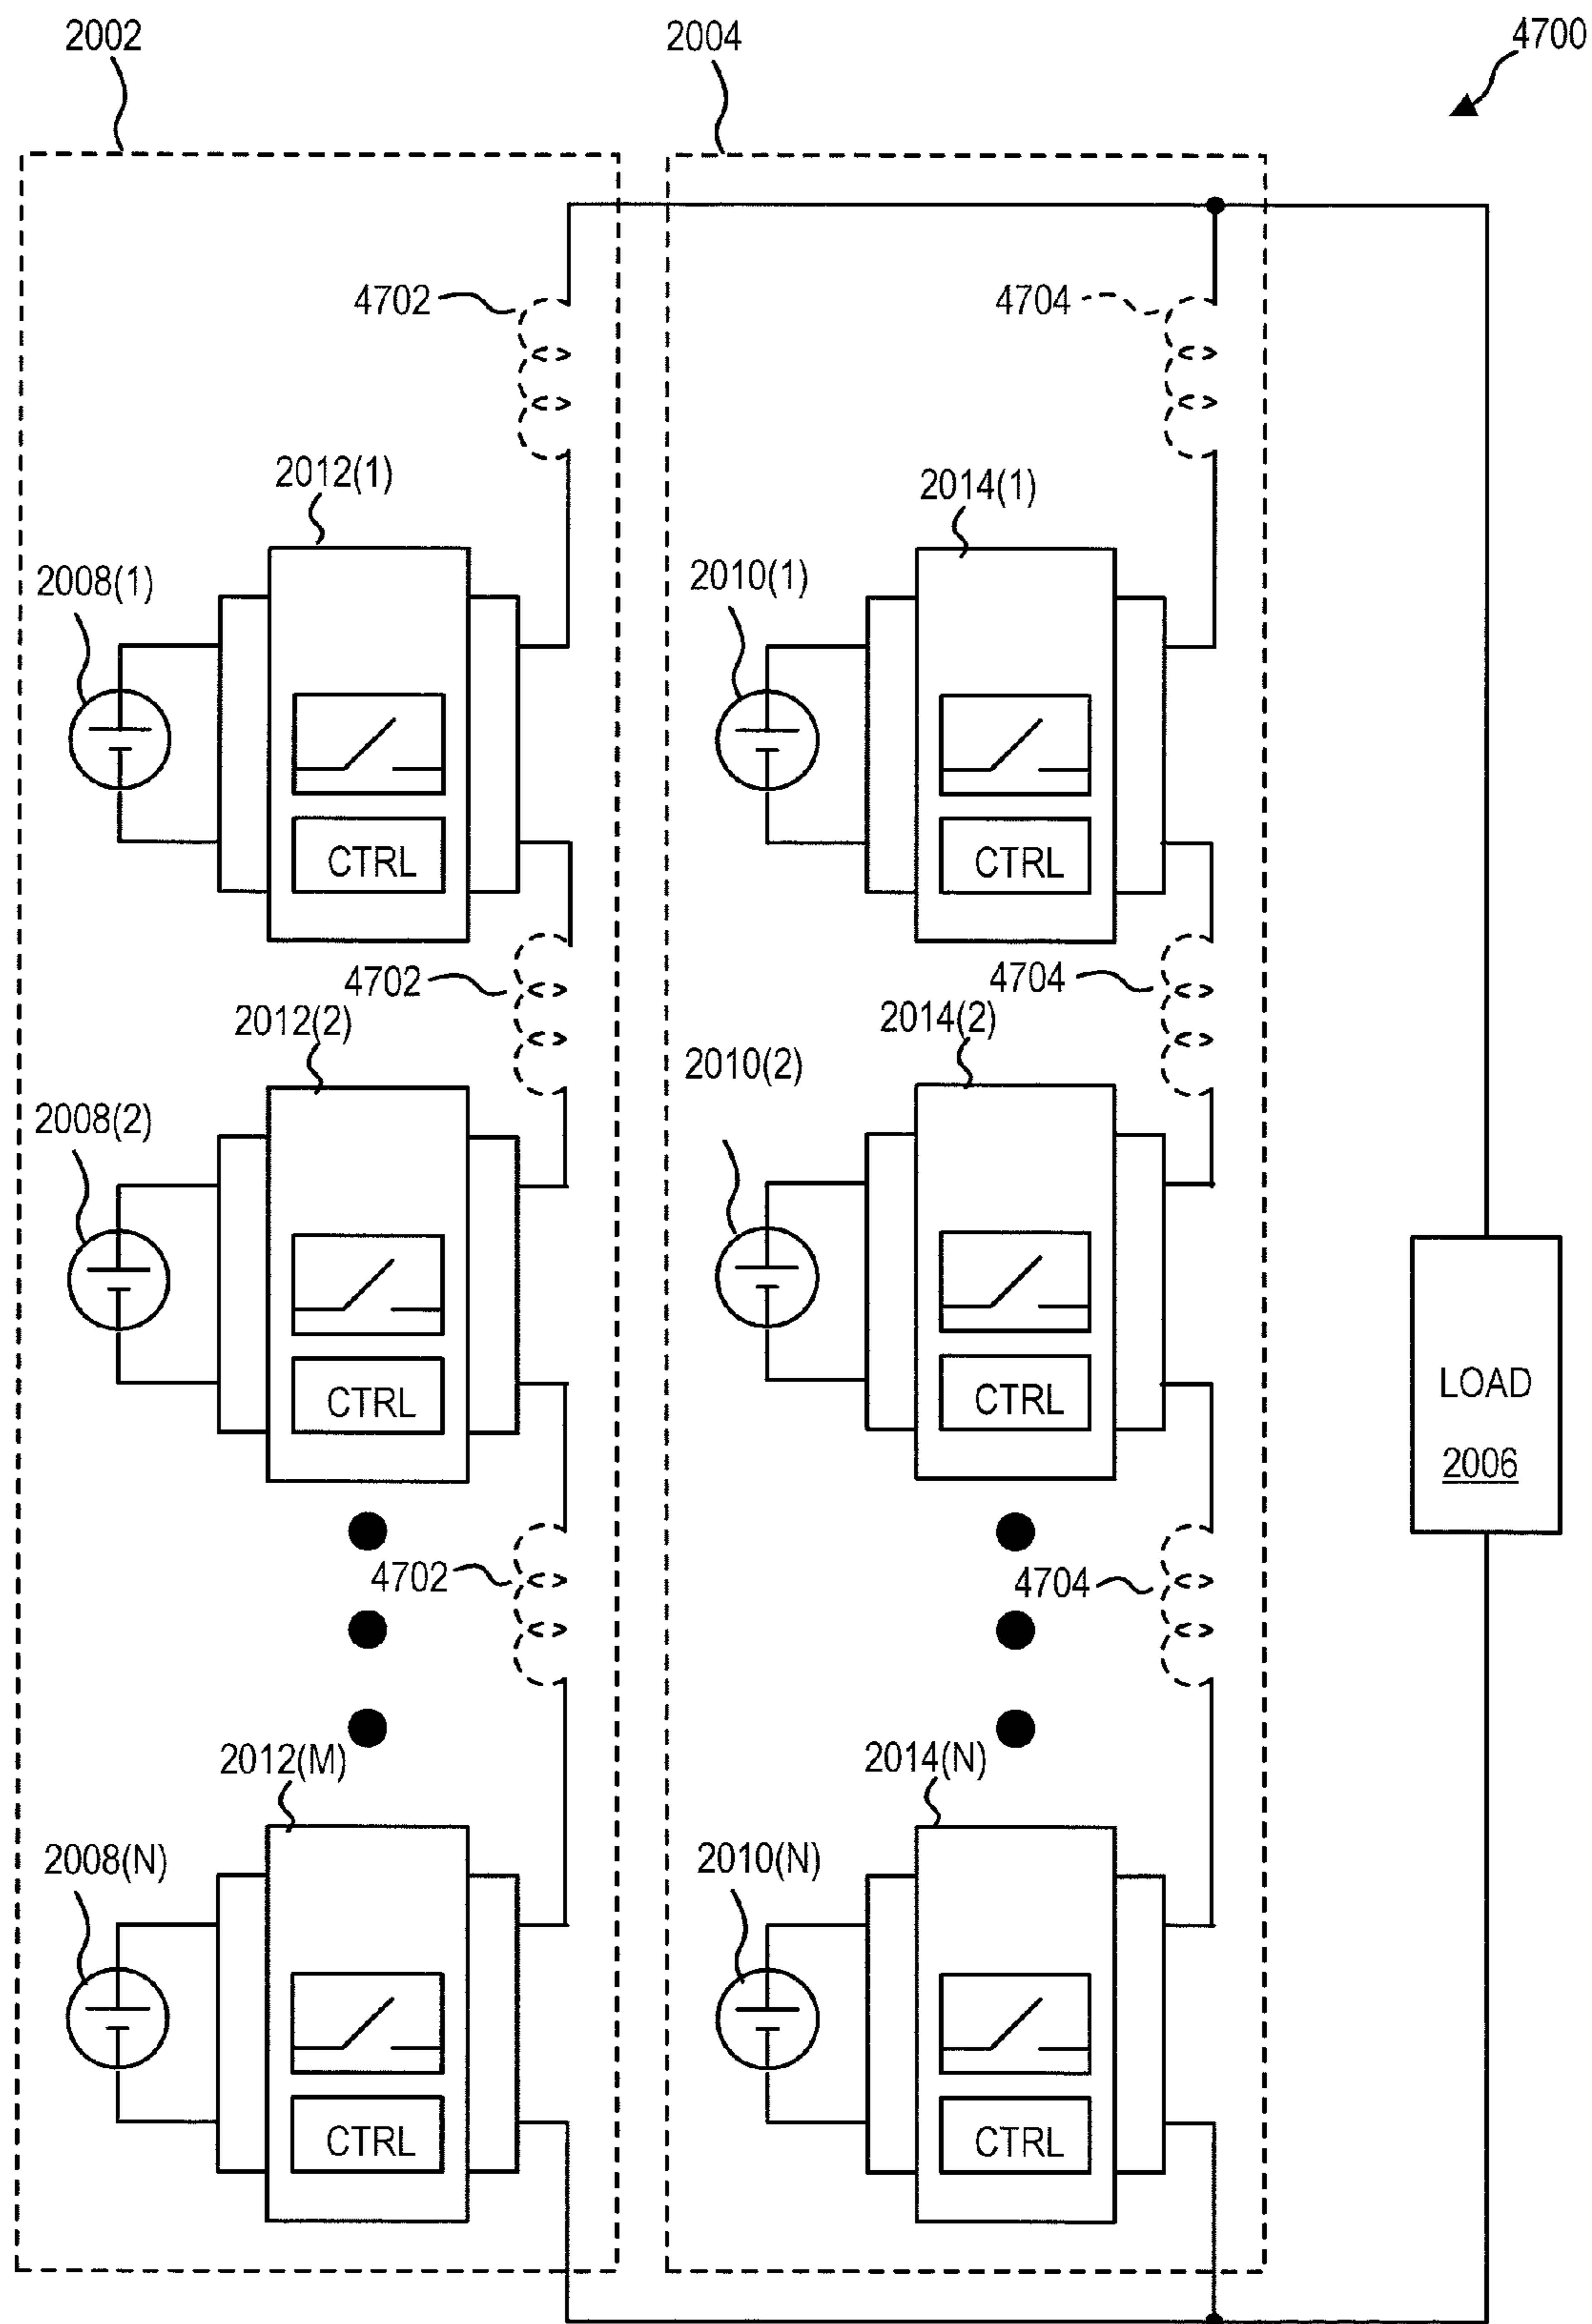 2002
2004
4700
4702
4704
2012(1)
2014(1)
2008(1)
2010(1)
CTRL
CTRL
4702
4704
2012(2)
2014(2)
2010(2)
2008(2)
CTRL
CTRL
LOAD
2006
4702
4704
2012(M)
2014(N)
2008(N)
2010(N)
CTRL
CTRL